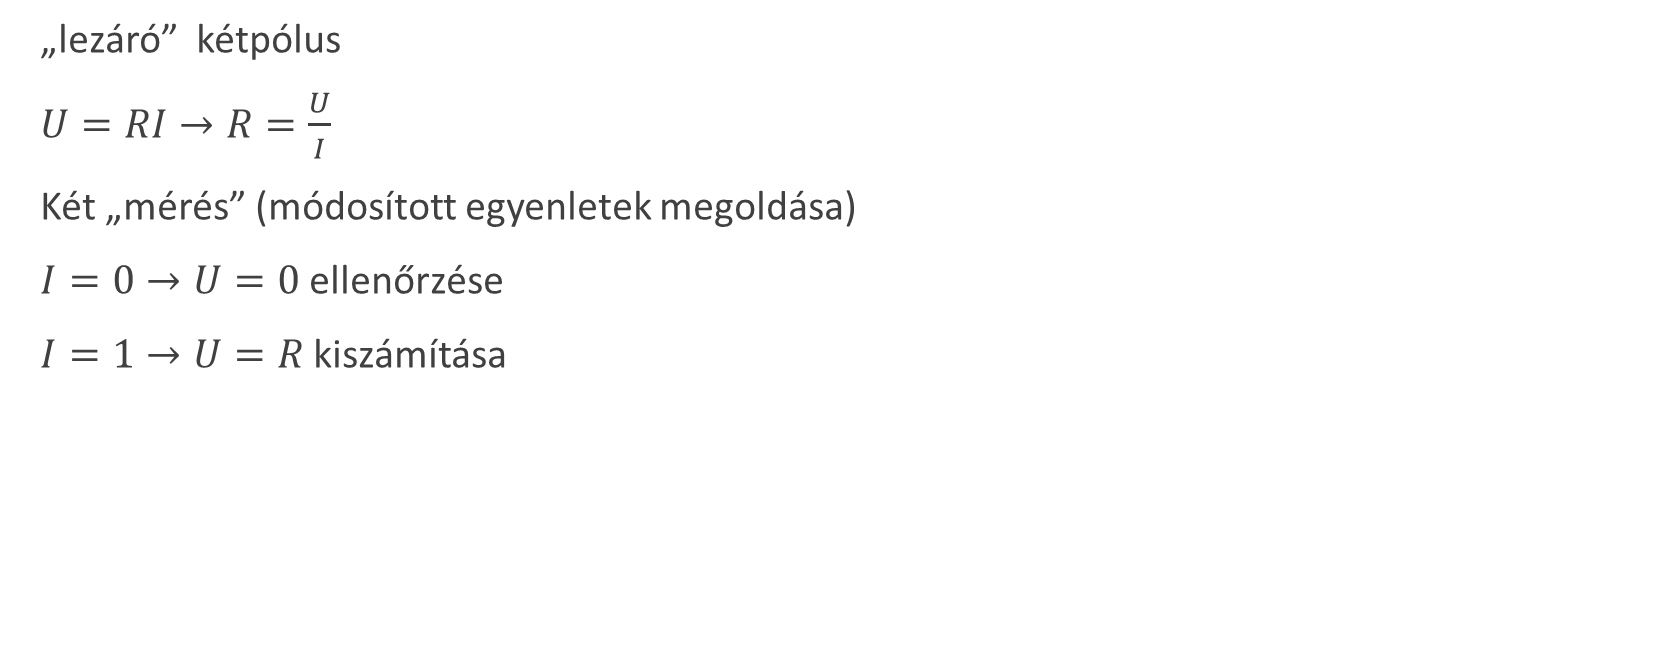 „lezáró”  kétpólus
U = RI → R = U/I
Két „mérés” (módosított egyenletek megoldása)
I = 0 → U = 0 ellenőrzése
I = 1 → U = R kiszámítása